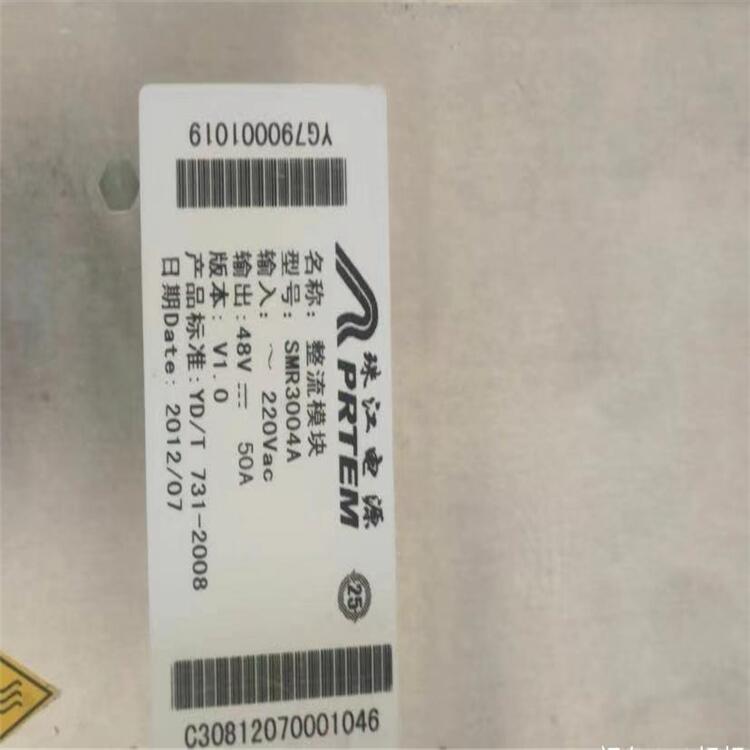 YG7900001019
珠江电源
PRTEM
25
名称：整流模块
型号：SMR3004A
输入：～ 220Vac
输出：48V⎓ 50A
版本：V1.0
产品标准：YD/T 731-2008
日期Date: 2012/07
C30812070001046